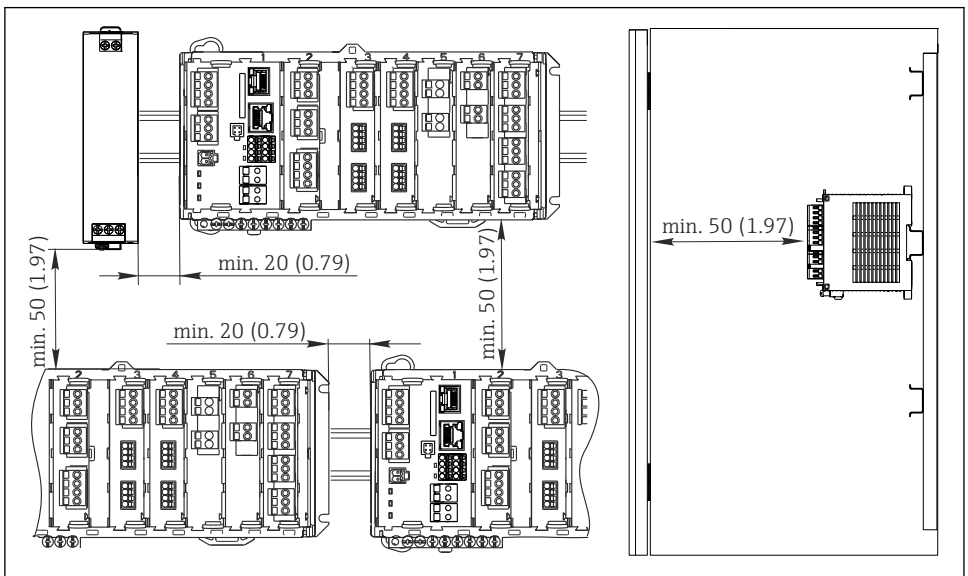 1 2 3 4 5 6 7
min. 50 (1.97)
min. 20 (0.79)
min. 50 (1.97)
min. 50 (1.97)
min. 20 (0.79)
2 3 4 5 6 7
1 2 3